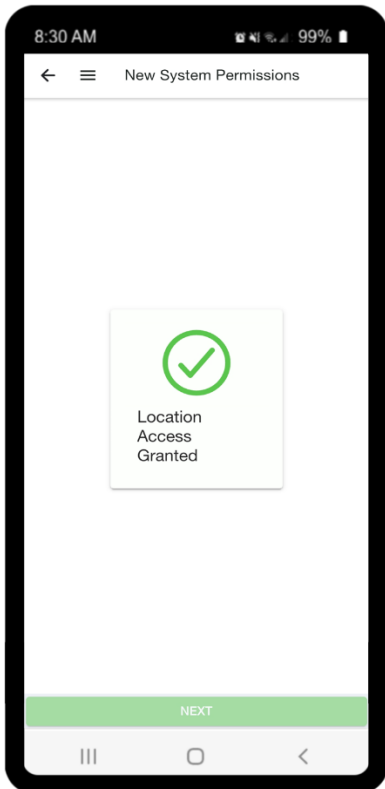 8:30 AM 99%
New System Permissions
Location
Access
Granted
NEXT